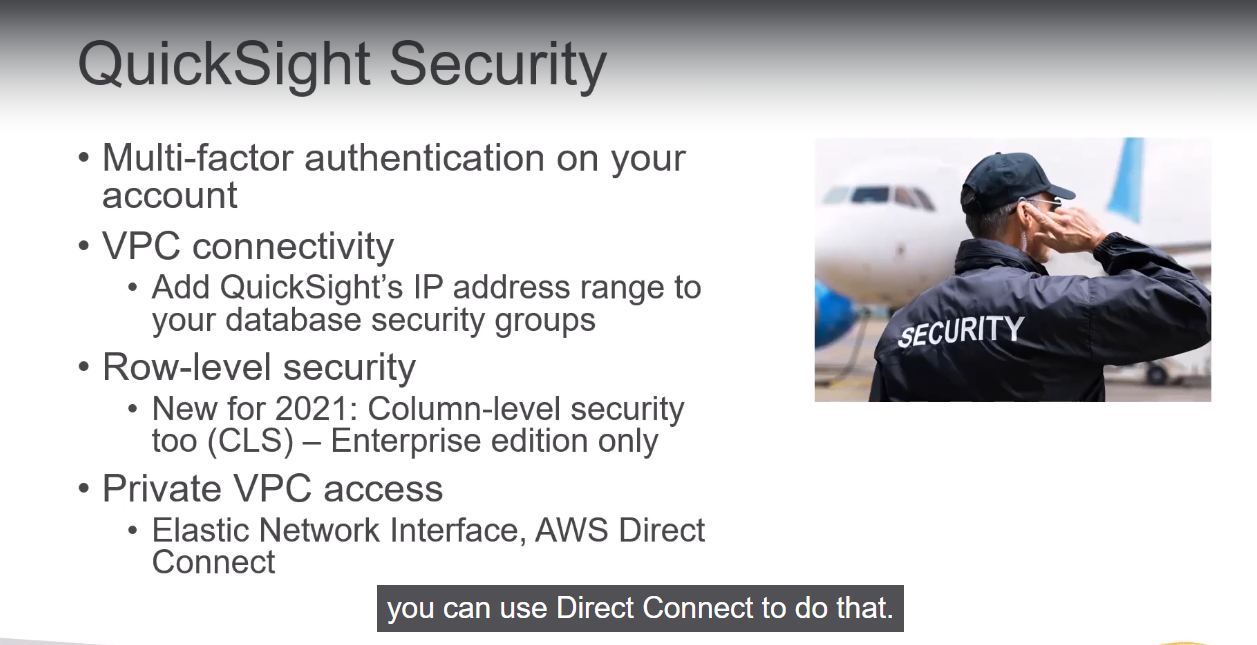 QuickSight Security
• Multi-factor authentication on your
account
• VPC connectivity
• Add QuickSight’s IP address range to
your database security groups
• Row-level security
• New for 2021: Column-level security
too (CLS) – Enterprise edition only
• Private VPC access
• Elastic Network Interface, AWS Direct
Connect
SECURITY
you can use Direct Connect to do that.